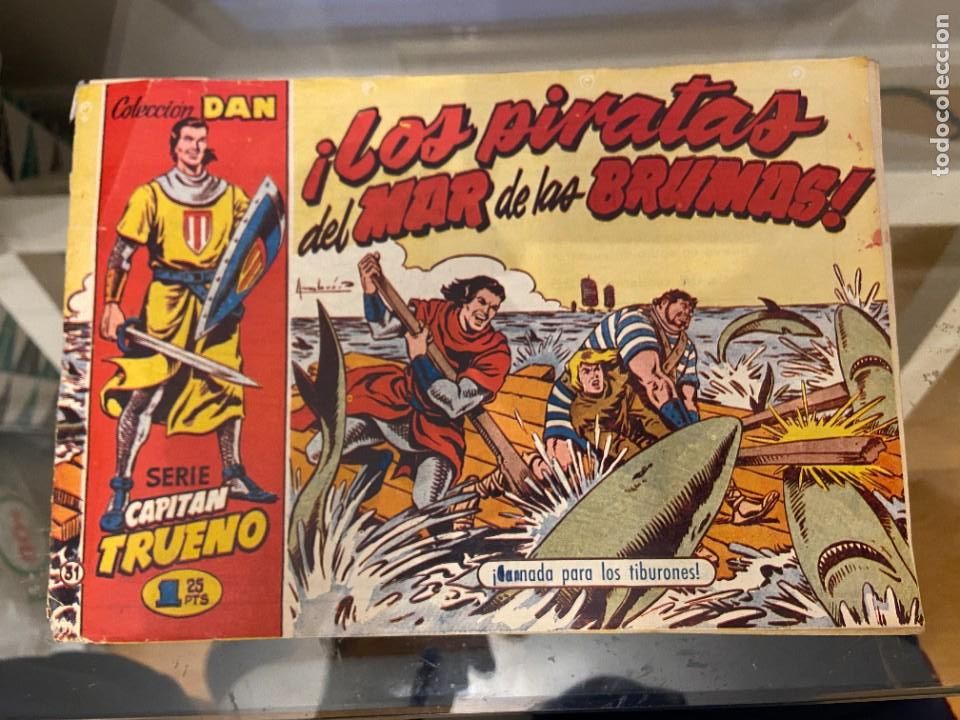 Colección DAN
¡Los piratas
del MAR de las BRUMAS!
Ambrós
SERIE
CAPITAN
TRUENO
1 25
PTS
31
¡Carnada para los tiburones!
todocoleccion